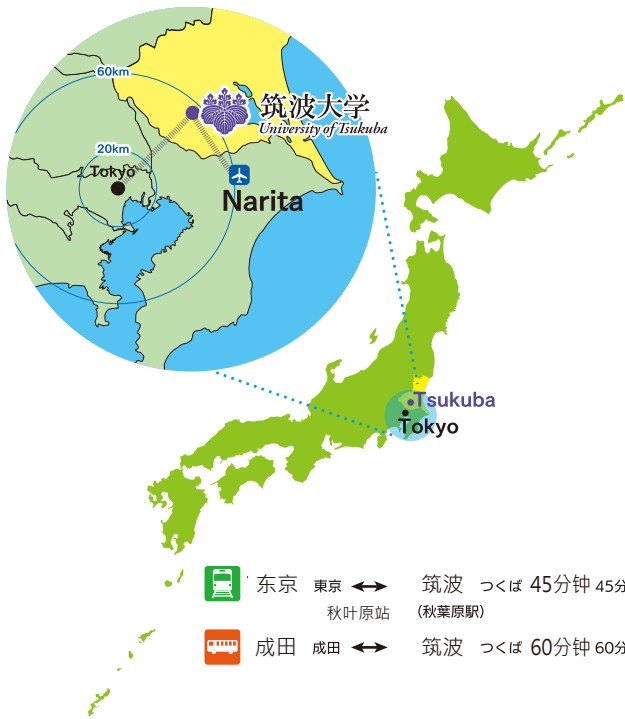 60km
筑波大学
University of Tsukuba
20km
Tokyo
Narita
Tsukuba
Tokyo
东京 東京 ↔ 筑波 つくば 45分钟 45分
秋叶原站 (秋葉原駅)
成田 成田 ↔ 筑波 つくば 60分钟 60分